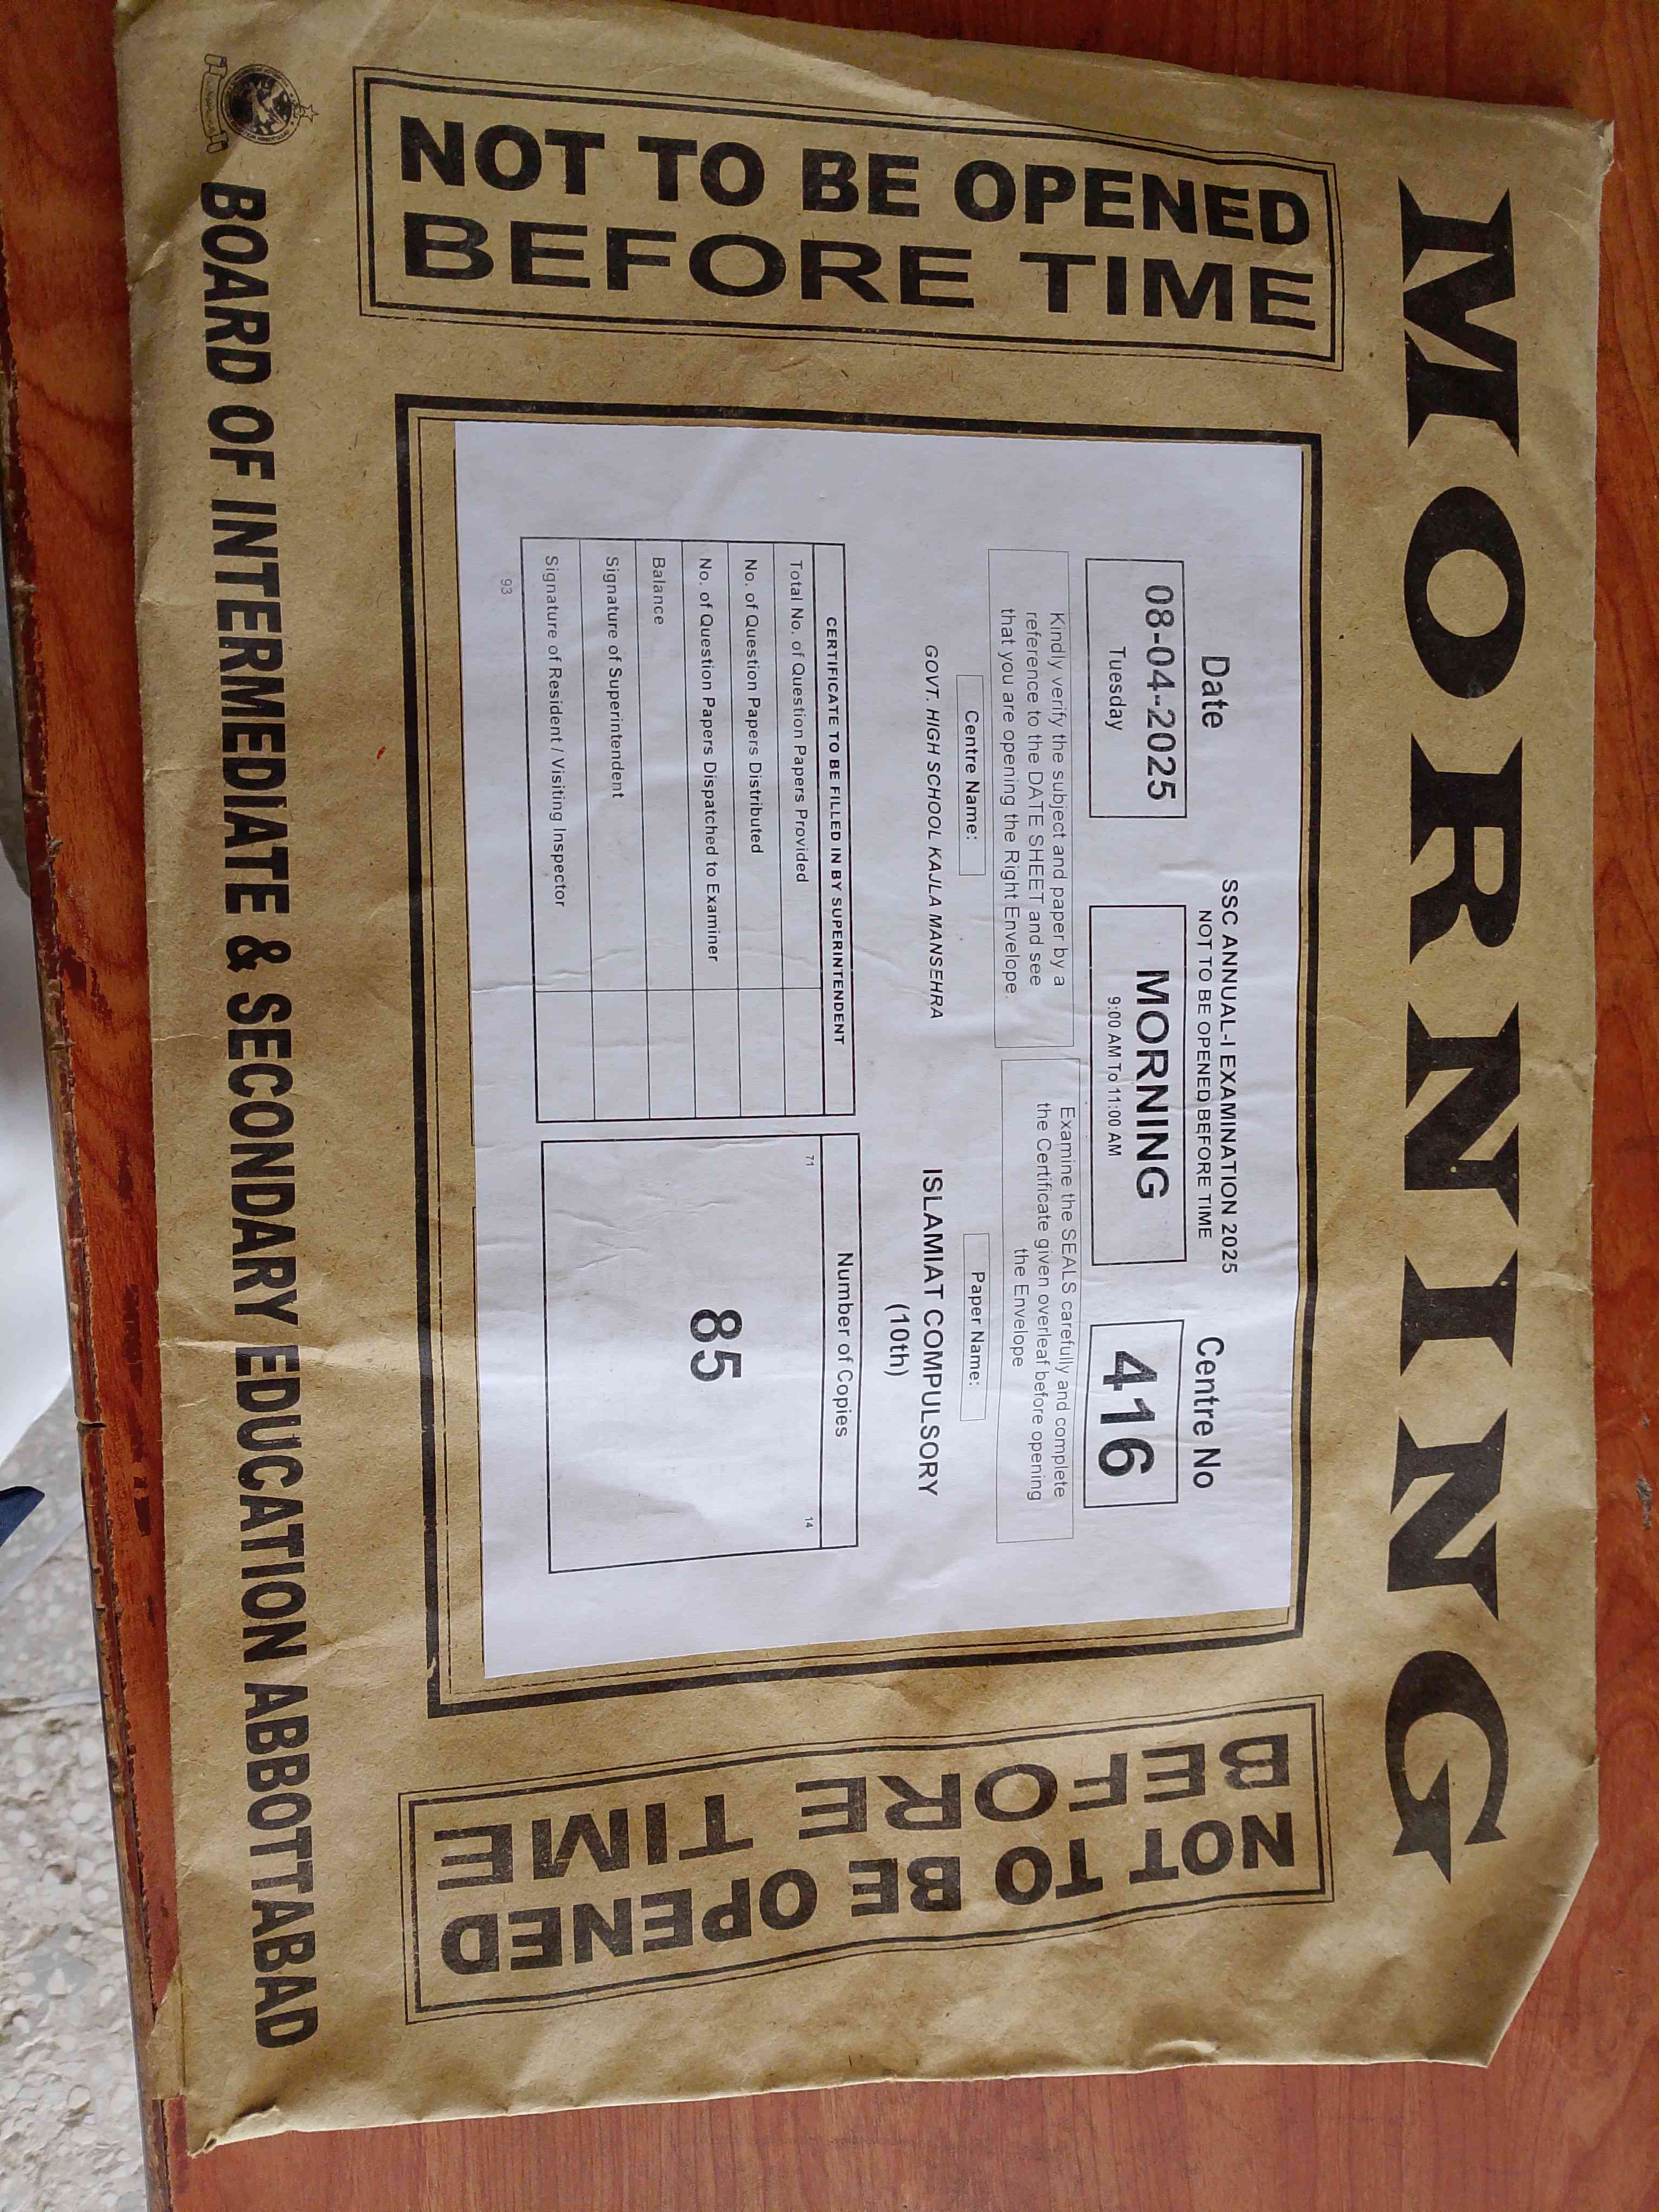 MORNING
NOT TO BE OPENED
BEFORE TIME
SSC ANNUAL-I EXAMINATION 2025
NOT TO BE OPENED BEFORE TIME
Date
Centre No
08-04-2025
Tuesday
MORNING
9:00 AM To 11:00 AM
416
Kindly verify the subject and paper by a
reference to the DATE SHEET and see
that you are opening the Right Envelope.
Examine the SEALS carefully and complete
the Certificate given overleaf before opening
the Envelope
Centre Name:
Paper Name:
GOVT. HIGH SCHOOL KAJLA MANSEHRA
ISLAMIAT COMPULSORY
(10th)
CERTIFICATE TO BE FILLED IN BY SUPERINTENDENT
Total No. of Question Papers Provided
No. of Question Papers Distributed
No. of Question Papers Dispatched to Examiner
Balance
Signature of Superintendent
Signature of Resident / Visiting Inspector
93
Number of Copies
71
14
85
NOT TO BE OPENED
BEFORE TIME
BOARD OF INTERMEDIATE & SECONDARY EDUCATION ABBOTTABAD